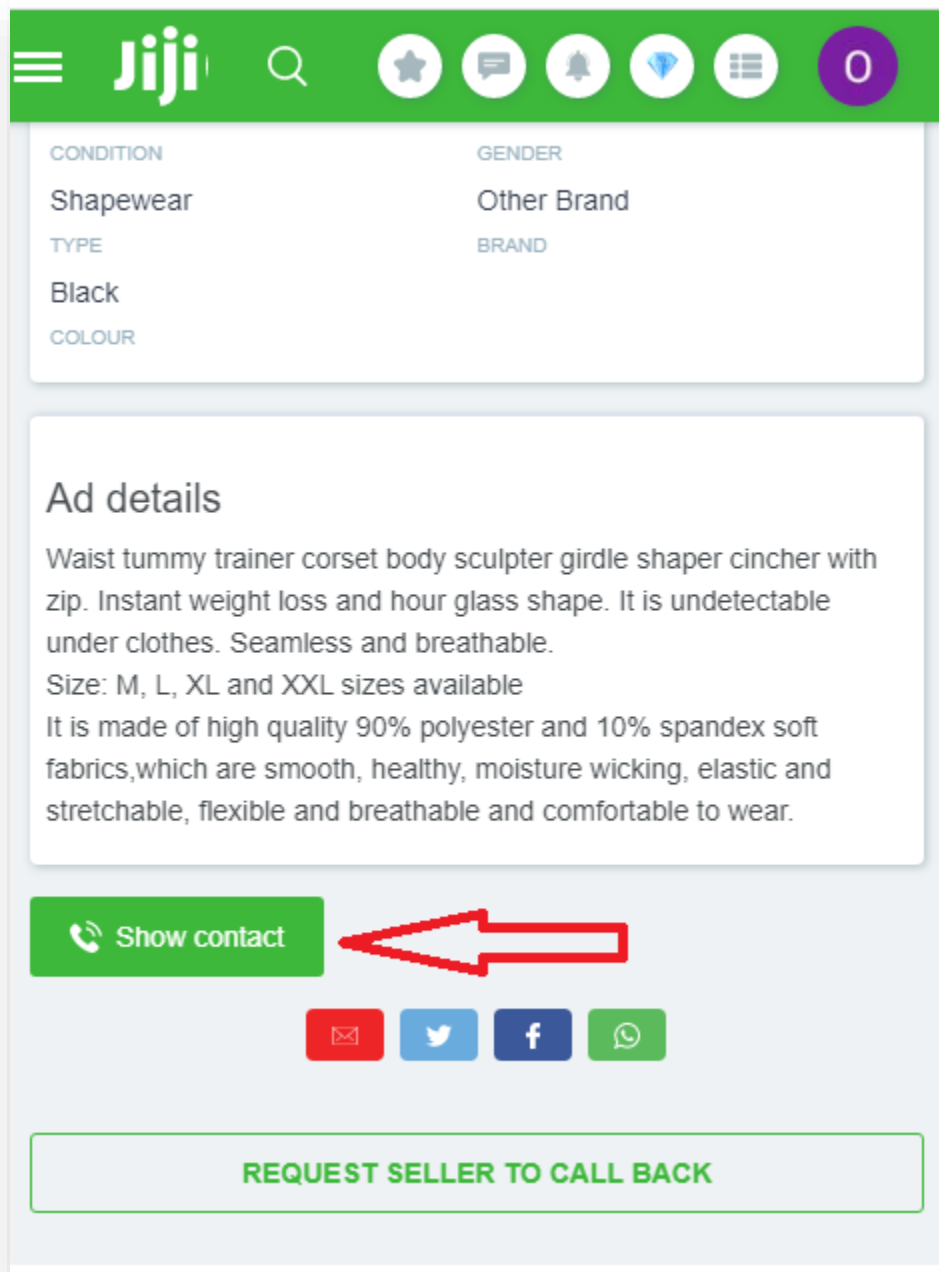 Jiji
O
CONDITION GENDER
Shapewear Other Brand
TYPE BRAND
Black
COLOUR
Ad details
Waist tummy trainer corset body sculpter girdle shaper cincher with
zip. Instant weight loss and hour glass shape. It is undetectable
under clothes. Seamless and breathable.
Size: M, L, XL and XXL sizes available
It is made of high quality 90% polyester and 10% spandex soft
fabrics,which are smooth, healthy, moisture wicking, elastic and
stretchable, flexible and breathable and comfortable to wear.
Show contact
REQUEST SELLER TO CALL BACK